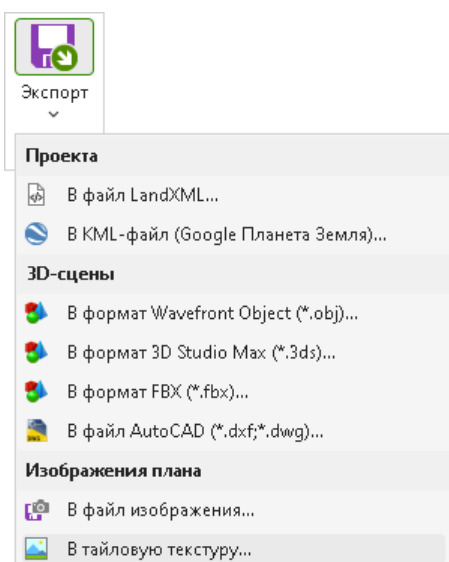 Экспорт
Проекта
В файл LandXML...
В KML-файл (Google Планета Земля)...
3D-сцены
В формат Wavefront Object (*.obj)...
В формат 3D Studio Max (*.3ds)...
В формат FBX (*.fbx)...
В файл AutoCAD (*.dxf;*.dwg)...
Изображения плана
В файл изображения...
В тайловую текстуру...